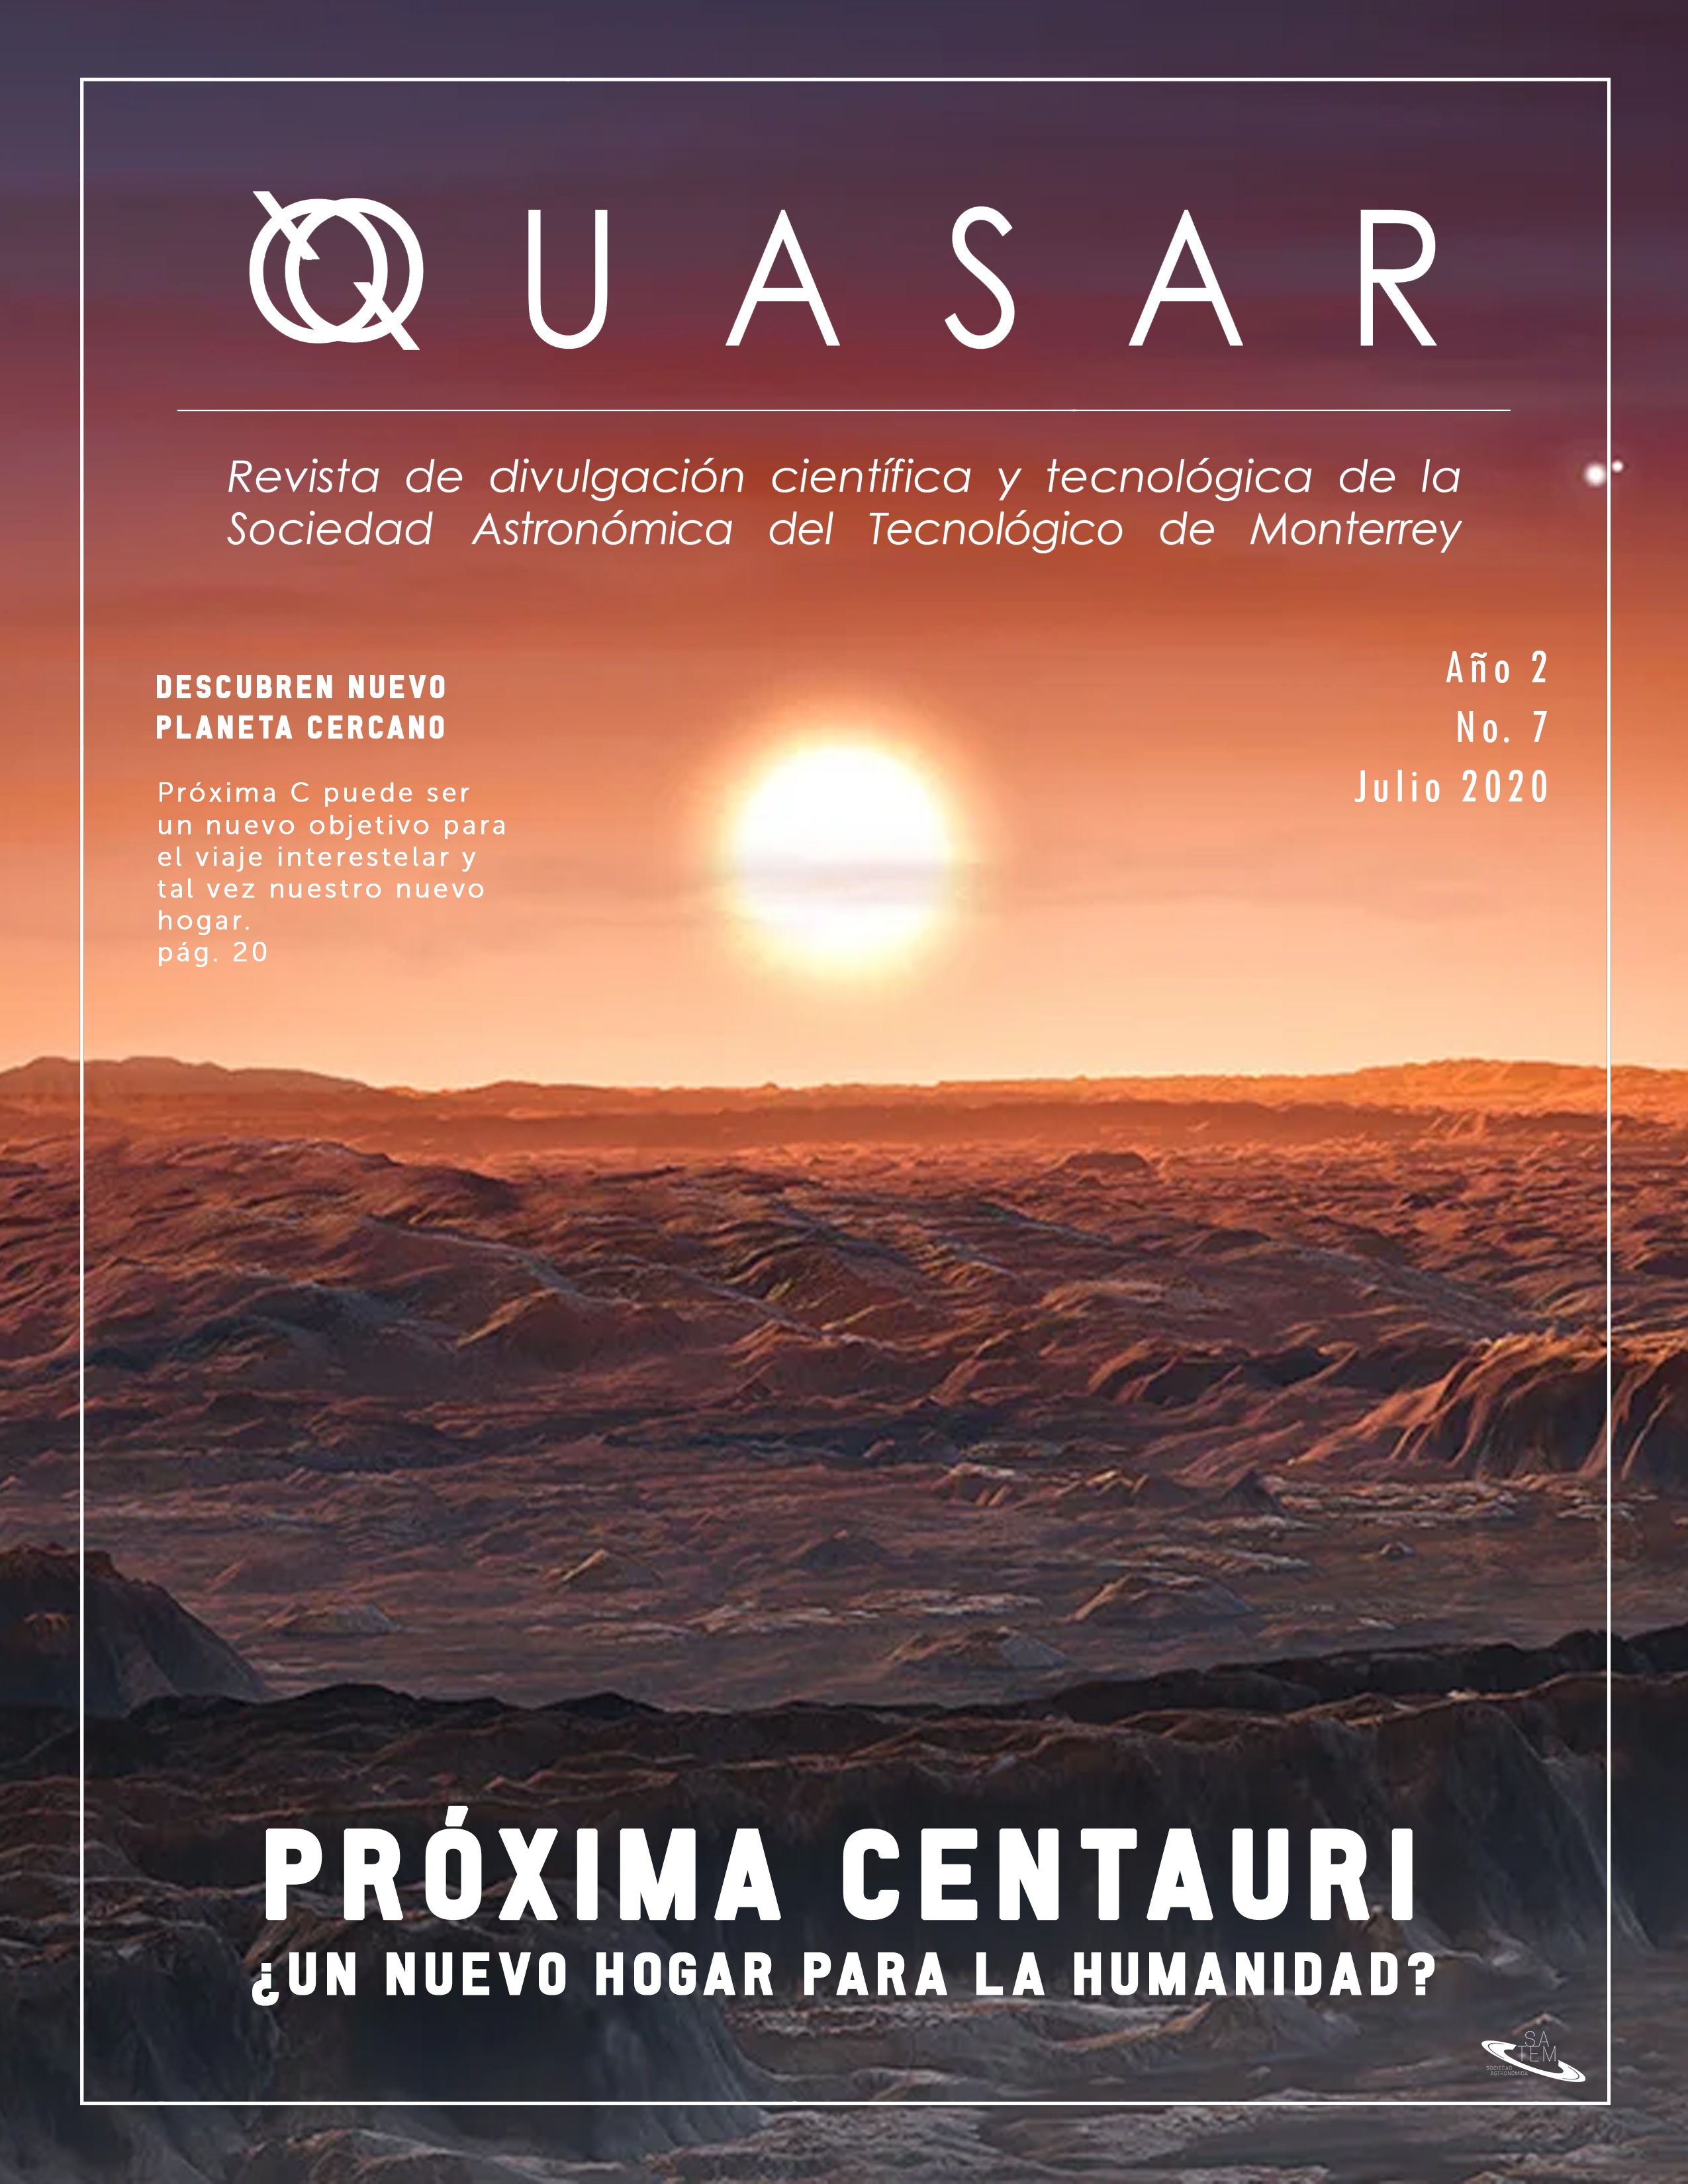 QUASAR
Revista de divulgación científica y tecnológica de la
Sociedad Astronómica del Tecnológico de Monterrey
DESCUBREN NUEVO
PLANETA CERCANO
Próxima C puede ser
un nuevo objetivo para
el viaje interestelar y
tal vez nuestro nuevo
hogar.
pág. 20
Año 2
No. 7
Julio 2020
PRÓXIMA CENTAURI
¿UN NUEVO HOGAR PARA LA HUMANIDAD?
SA
TEM
SOCIEDAD
ASTRONÓMICA